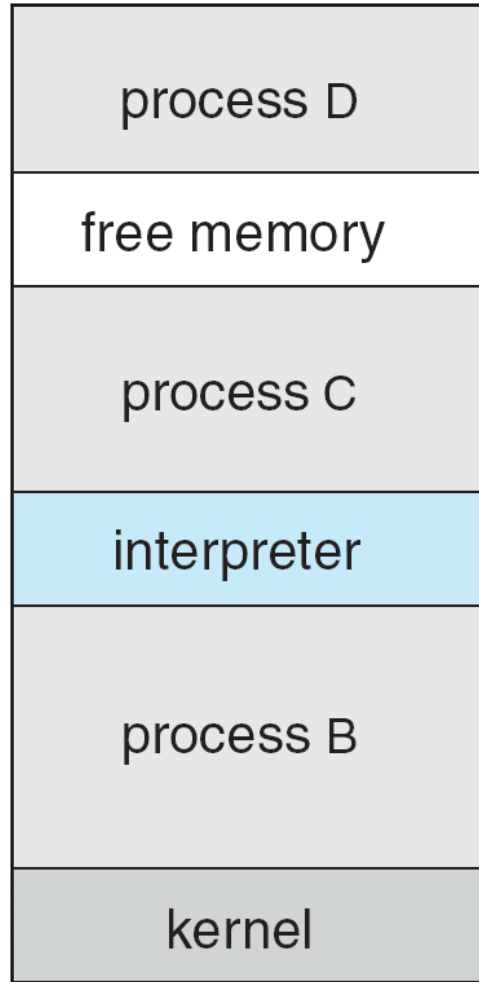 process D
free memory
process C
interpreter
process B
kernel